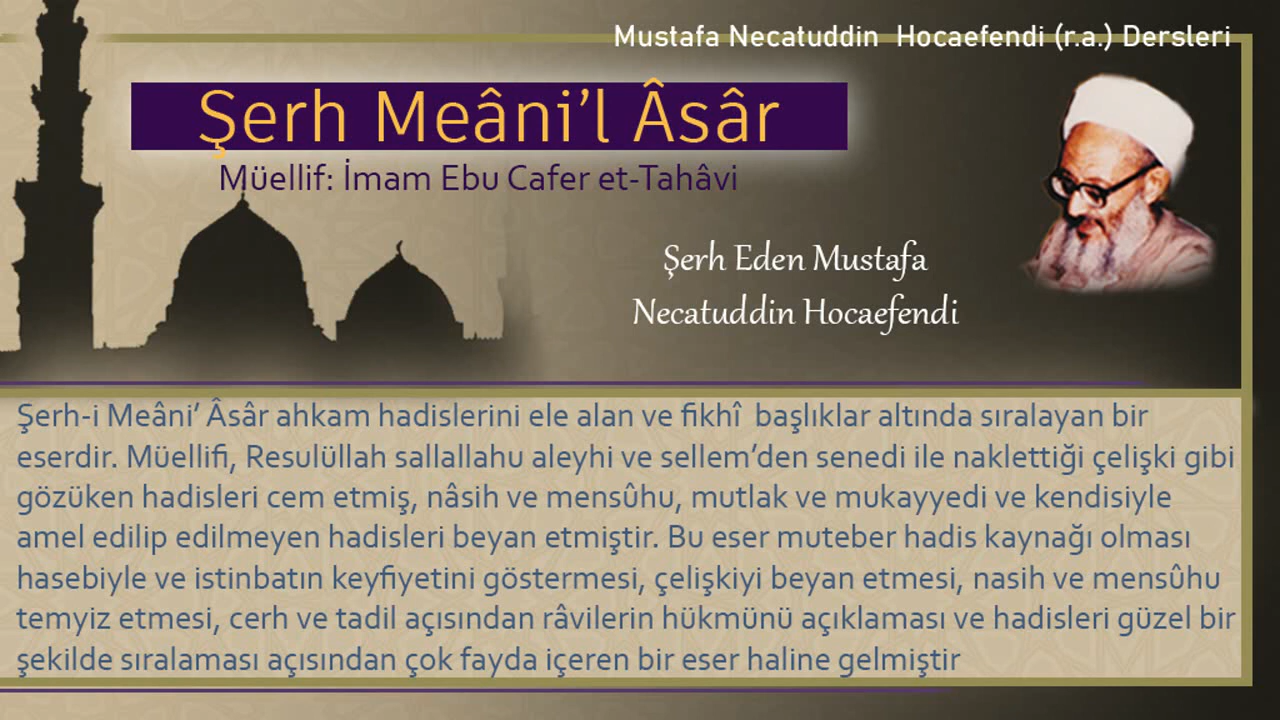 Mustafa Necatuddin Hocaefendi (r.a.) Dersleri
Şerh Meâni'l Âsâr
Müellif: İmam Ebu Cafer et-Tahâvi
Şerh Eden Mustafa
Necatuddin Hocaefendi
Şerh-i Meâni' Âsâr ahkam hadislerini ele alan ve fikhî başlıklar altında sıralayan bir
eserdir. Müellifi, Resulüllah sallallahu aleyhi ve sellem'den senedi ile naklettiği çelişki gibi
gözüken hadisleri cem etmiş, nâsih ve mensûhu, mutlak ve mukayyedi ve kendisiyle
amel edilip edilmeyen hadisleri beyan etmiştir. Bu eser muteber hadis kaynağı olması
hasebiyle ve istinbatın keyfiyetini göstermesi, çelişkiyi beyan etmesi, nasih ve mensûhu
temyiz etmesi, cerh ve tadil açısından râvilerin hükmünü açıklaması ve hadisleri güzel bir
şekilde sıralaması açısından çok fayda içeren bir eser haline gelmiştir